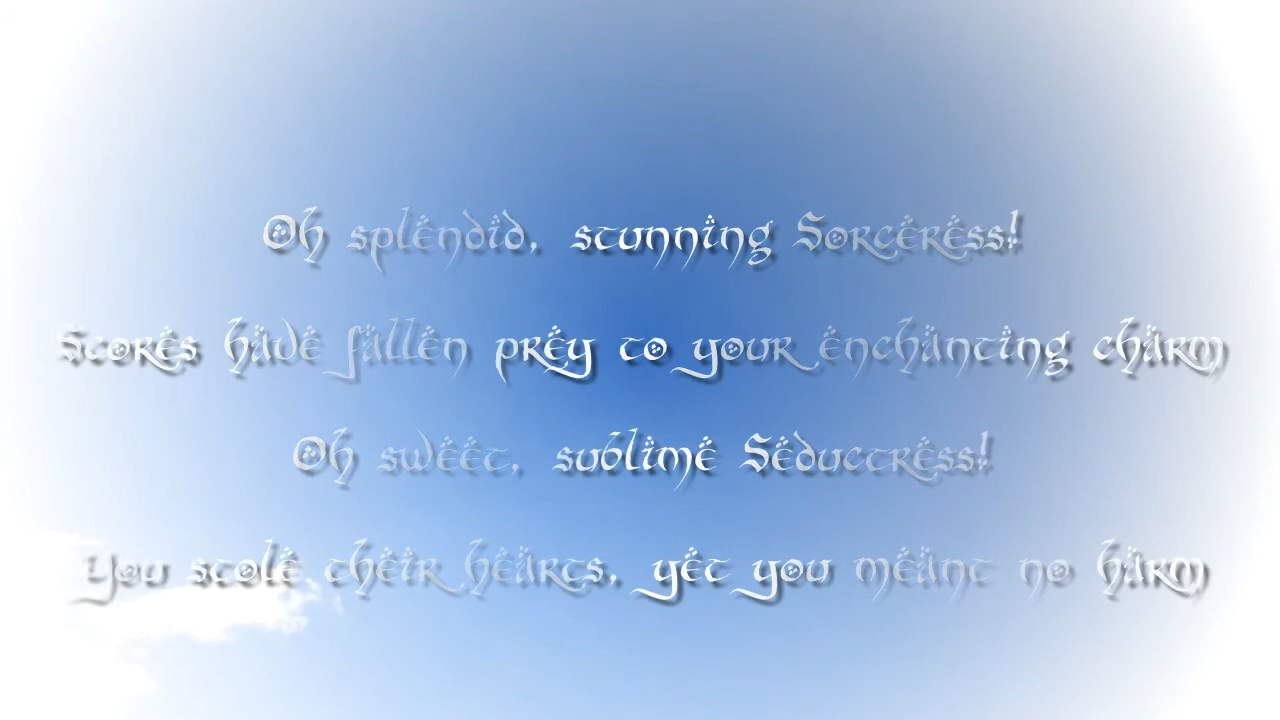 Oh splendid, stunning Sorceress!
Scores have fallen prey to your enchanting charm
Oh sweet, sublime Seductress!
You stole their hearts, yet you meant no harm